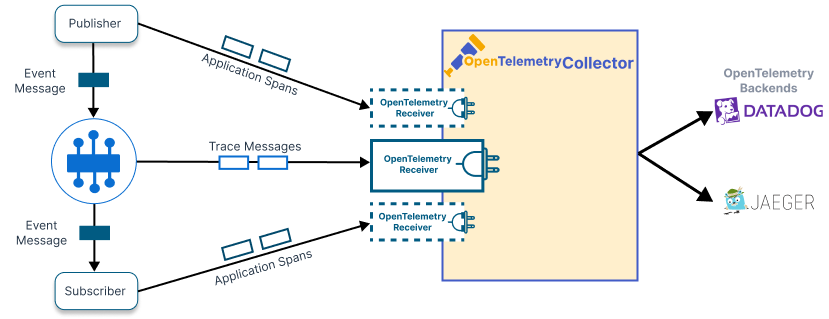 Publisher
Event
Message
Application Spans
OpenTelemetry
Receiver
OpenTelemetry Collector
OpenTelemetry
Backends
DATADOG
Trace Messages
OpenTelemetry
Receiver
JAEGER
Event
Message
OpenTelemetry
Receiver
Application Spans
Subscriber